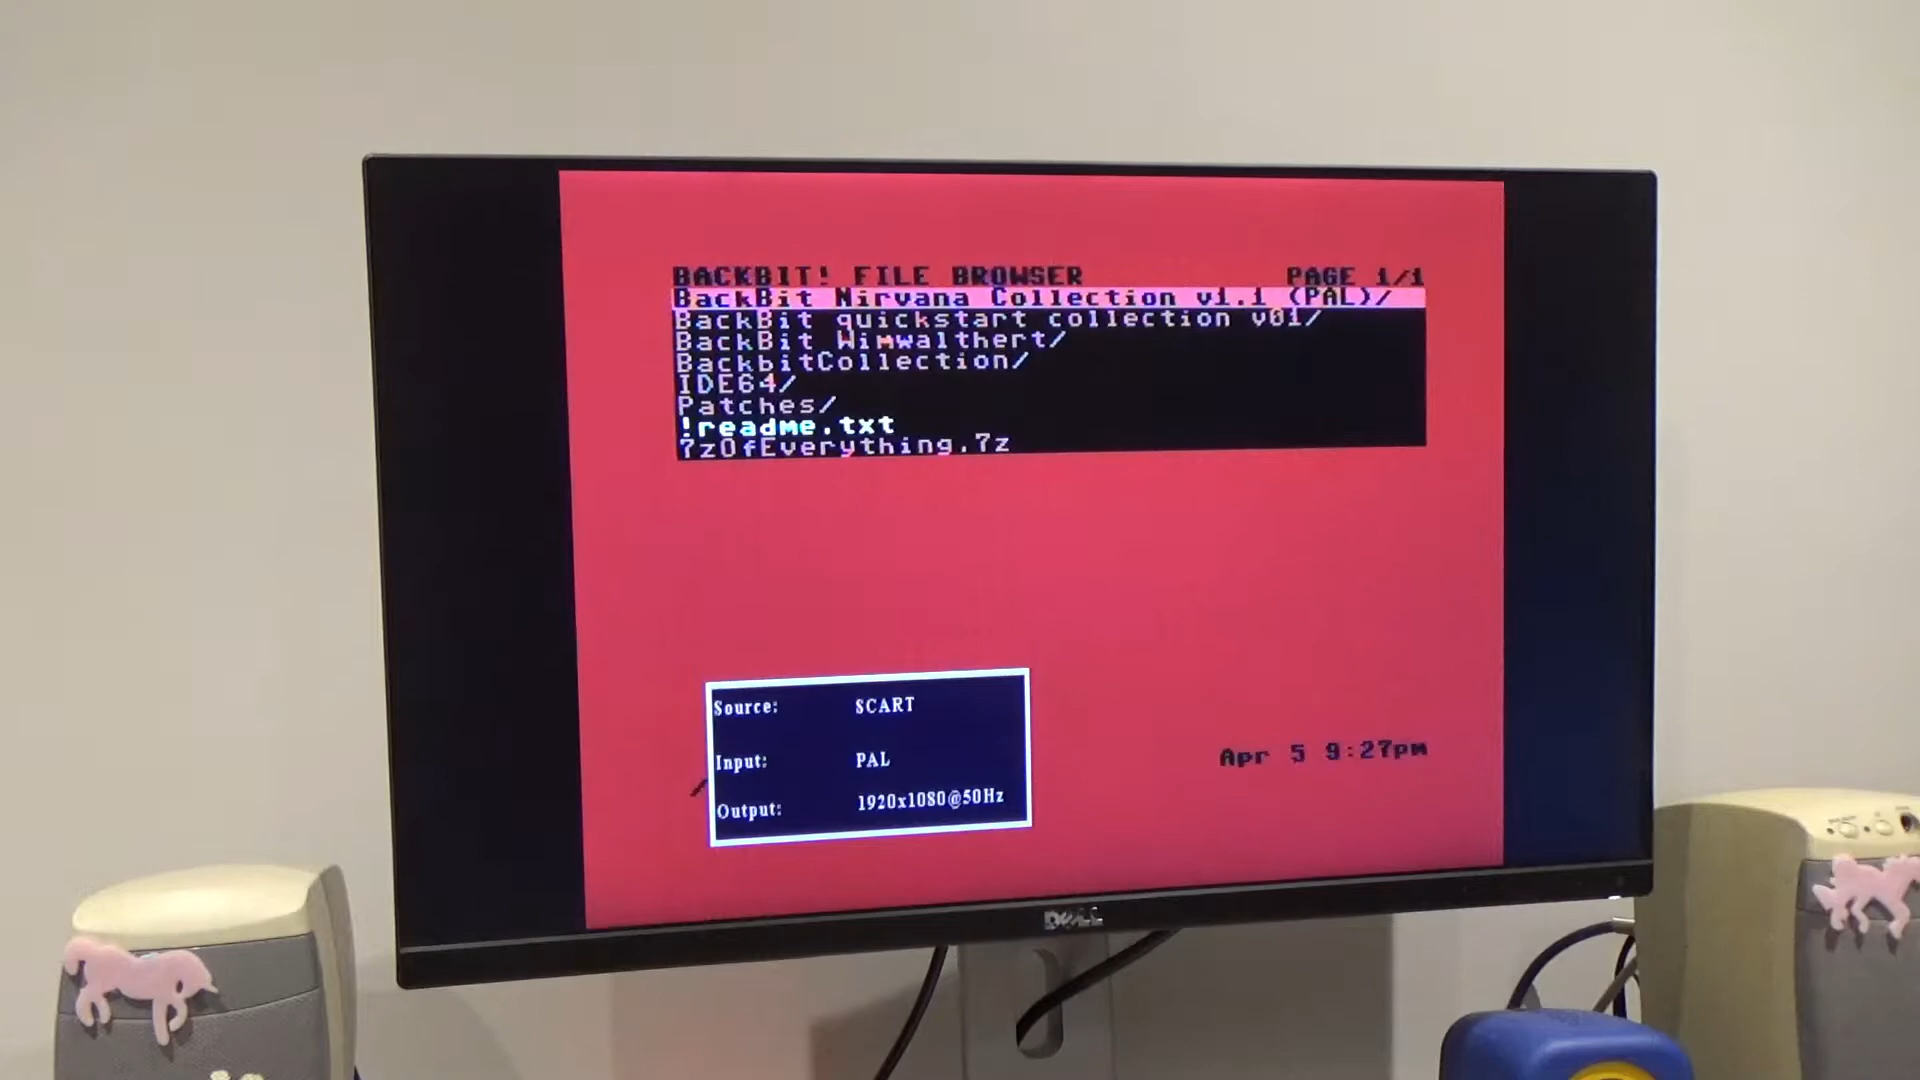 BACKBIT! FILE BROWSER PAGE 1/1
BackBit Nirvana Collection v1.1 (PAL)/
BackBit quickstart collection v01/
BackBit Wimwalthert/
BackbitCollection/
IDE64/
Patches/
!readme.txt
7zOfEverything.7z
Source: SCART
Input: PAL
Output: 1920x1080@50Hz
/
Apr 5 9:27pm
DELL